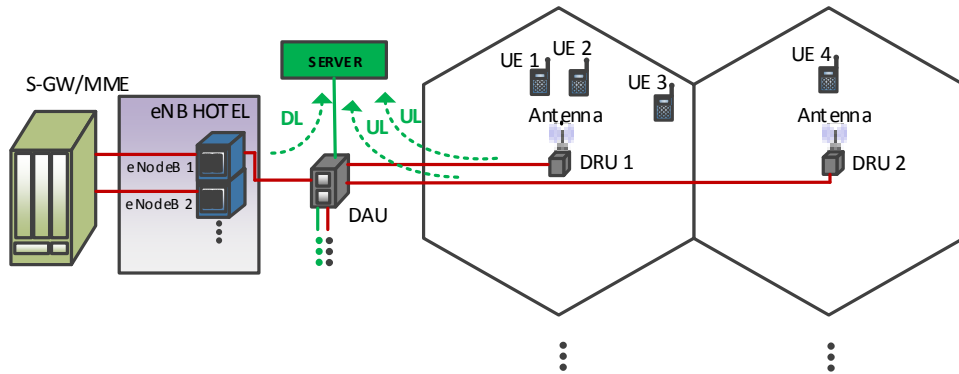 S-GW/MME
eNB HOTEL
eNodeB 1
eNodeB 2
SERVER
DL
UL
UL
DAU
UE 1
UE 2
UE 3
Antenna
DRU 1
UE 4
Antenna
DRU 2